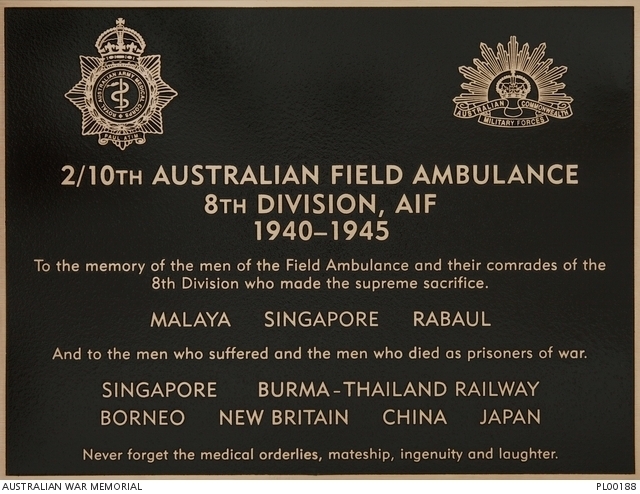 ROYAL AUSTRALIAN ARMY MEDICAL CORPS
PAULATIM
AUSTRALIAN COMMONWEALTH
MILITARY FORCES
2/10TH AUSTRALIAN FIELD AMBULANCE
8TH DIVISION, AIF
1940–1945
To the memory of the men of the Field Ambulance and their comrades of the
8th Division who made the supreme sacrifice.
MALAYA SINGAPORE RABAUL
And to the men who suffered and the men who died as prisoners of war.
SINGAPORE BURMA-THAILAND RAILWAY
BORNEO NEW BRITAIN CHINA JAPAN
Never forget the medical orderlies, mateship, ingenuity and laughter.
AUSTRALIAN WAR MEMORIAL PL00188